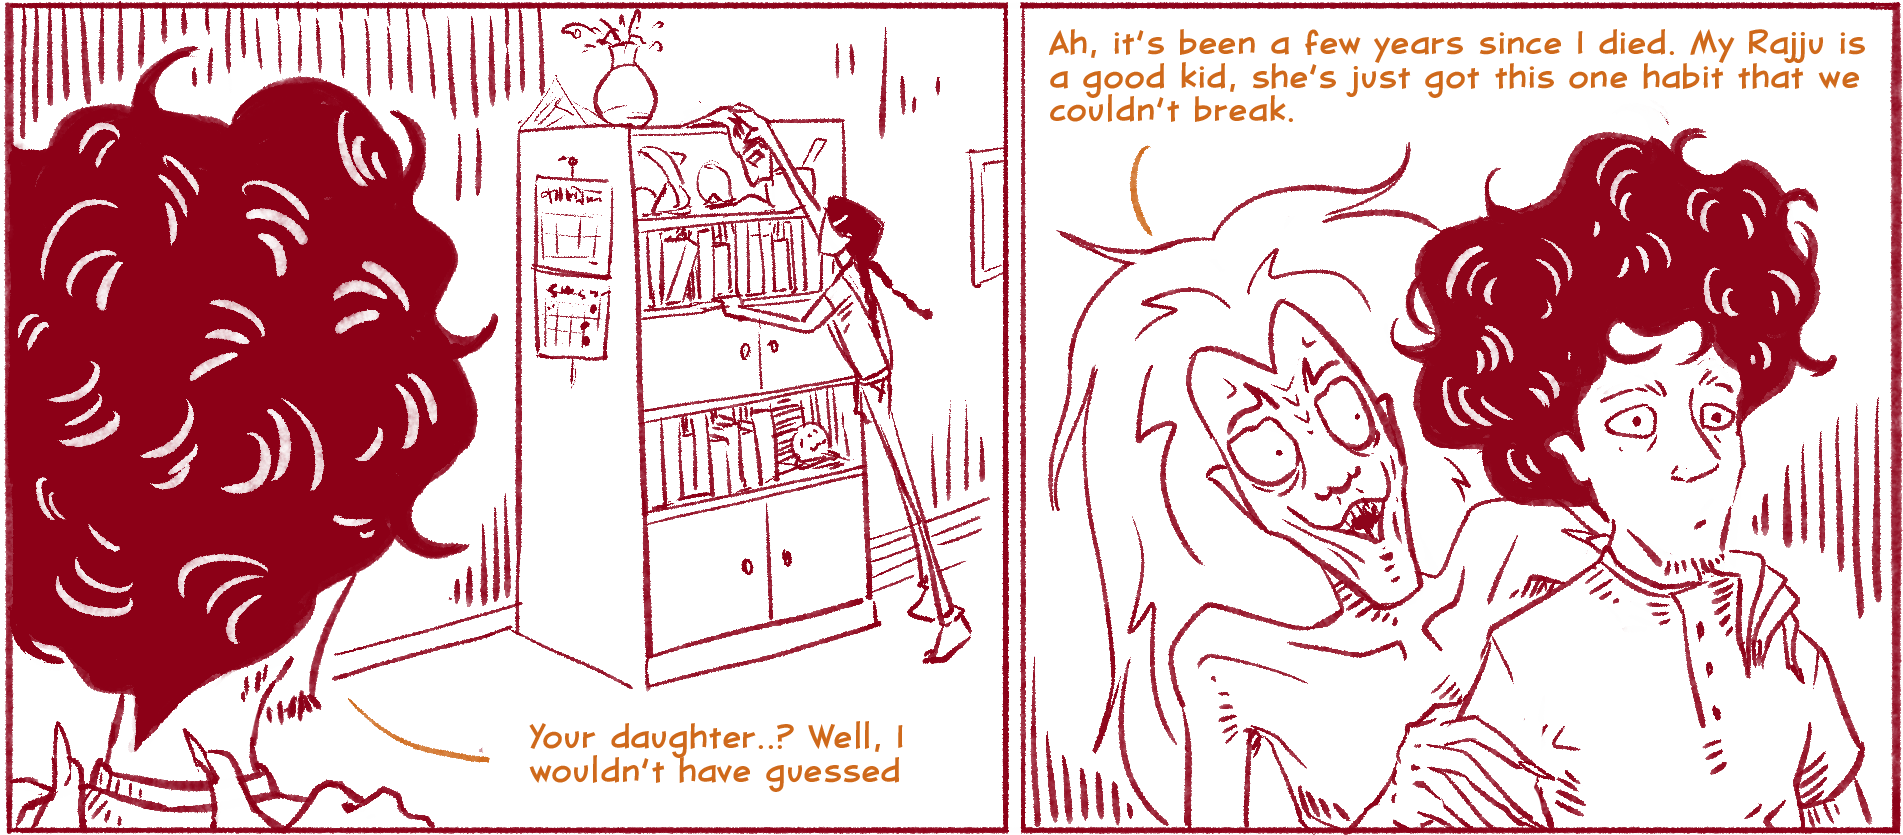 Your daughter..? Well, I
wouldn't have guessed
Ah, it's been a few years since I died. My Rajju is
a good kid, she's just got this one habit that we
couldn't break.